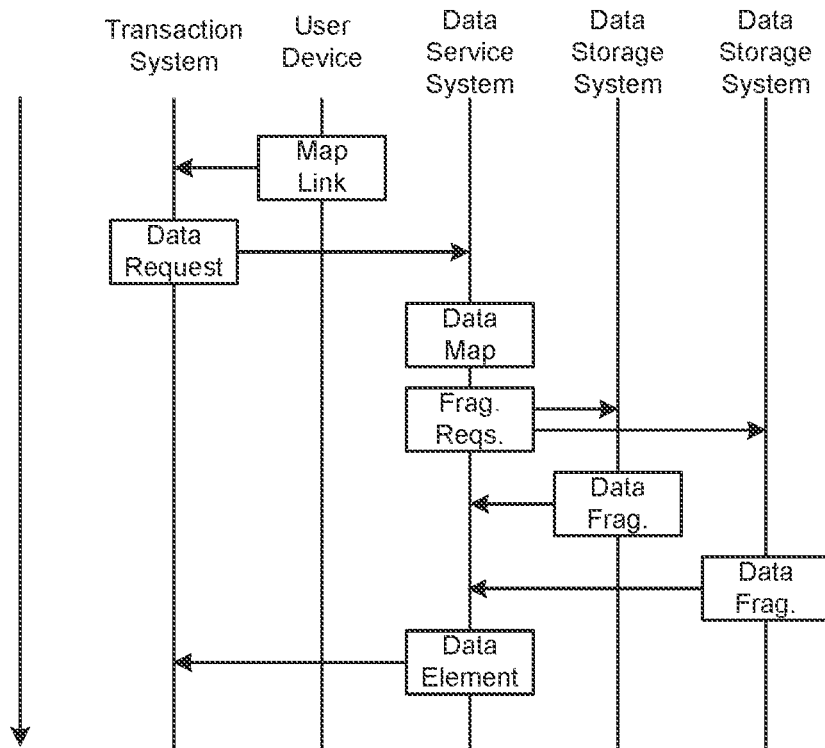 Transaction
System
User
Device
Data
Service
System
Data
Storage
System
Data
Storage
System
Map
Link
Data
Request
Data
Map
Frag.
Reqs.
Data
Frag.
Data
Frag.
Data
Element